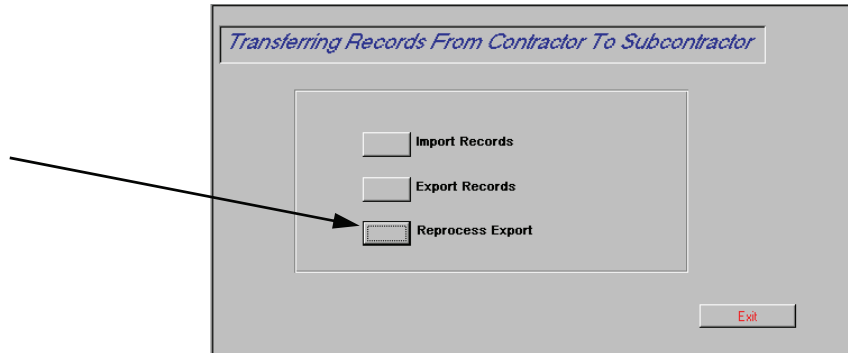 Transferring Records From Contractor To Subcontractor
Import Records
Export Records
Reprocess Export
Exit